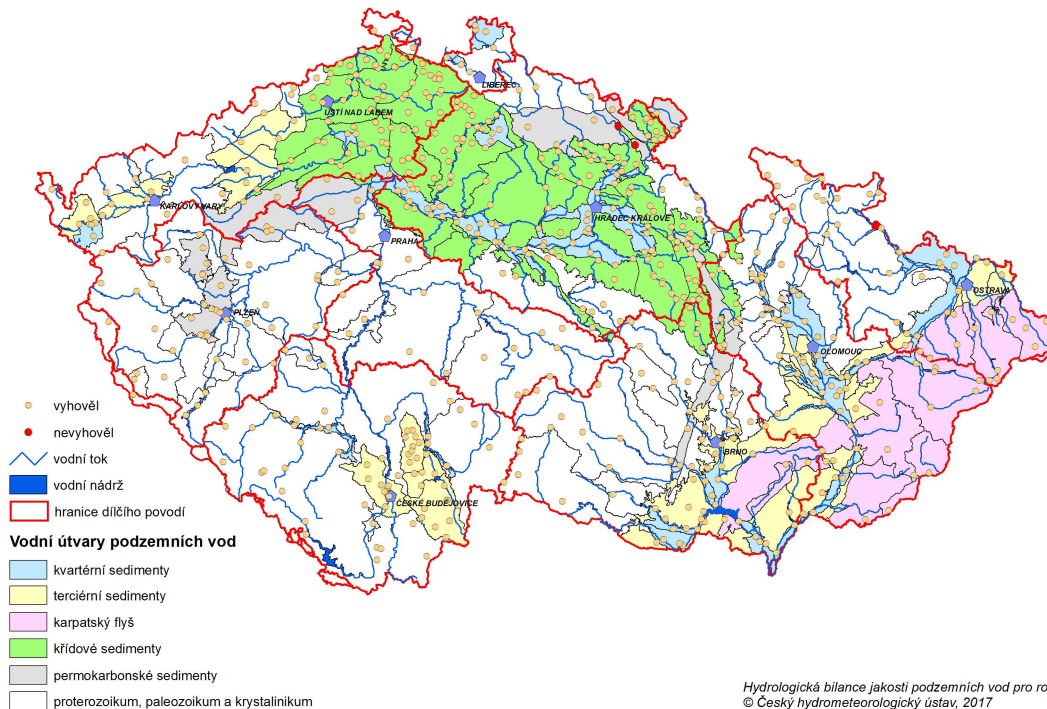 LIBEREC
ÚSTÍ NAD LABEM
KARLOVY VARY
HRADEC KRÁLOVÉ
PRAHA
OSTRAVA
PLZEŇ
OLOMOUC
BRNO
ČESKÉ BUDĚJOVICE
vyhověl
nevyhověl
vodní tok
vodní nádrž
hranice dílčího povodí
Vodní útvary podzemních vod
kvartérní sedimenty
terciérní sedimenty
karpatský flyš
křídové sedimenty
permokarbonské sedimenty
proterozoikum, paleozoikum a krystalinikum
Hydrologická bilance jakosti podzemních vod pro ro
© Český hydrometeorologický ústav, 2017